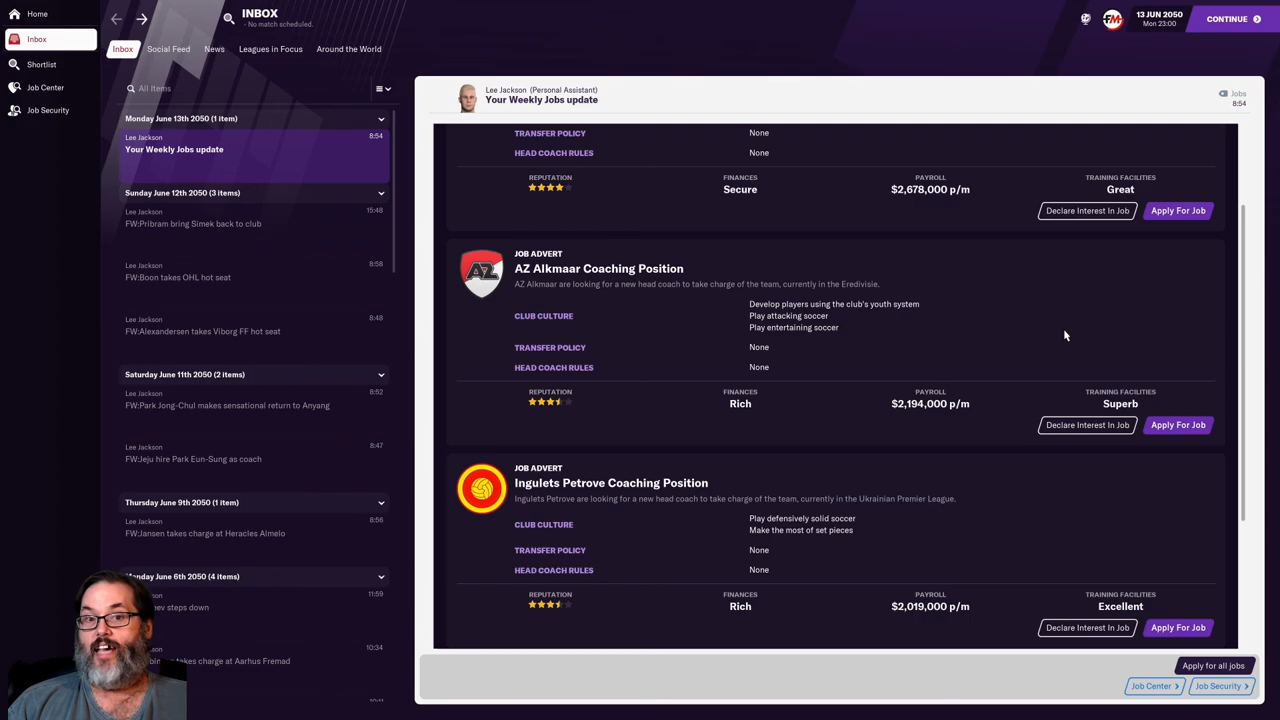 Home
Inbox
Shortlist
Job Center
Job Security
INBOX
- No match scheduled.
FM
13 JUN 2050
Mon 23:00
CONTINUE
Inbox
Social Feed
News
Leagues in Focus
Around the World
All Items
Monday June 13th 2050 (1 item)
Lee Jackson
8:54
Your Weekly Jobs update
Sunday June 12th 2050 (3 items)
Lee Jackson
15:48
FW:Pribram bring Simek back to club
Lee Jackson
8:58
FW:Boon takes OHL hot seat
Lee Jackson
8:48
FW:Alexandersen takes Viborg FF hot seat
Saturday June 11th 2050 (2 items)
Lee Jackson
8:52
FW:Park Jong-Chul makes sensational return to Anyang
Lee Jackson
8:47
FW:Jeju hire Park Eun-Sung as coach
Thursday June 9th 2050 (1 item)
Lee Jackson
8:56
FW:Jansen takes charge at Heracles Almelo
onday June 6th 2050 (4 items)
11:59
steps down
10:34
takes charge at Aarhus Fremad
Lee Jackson (Personal Assistant)
Your Weekly Jobs update
Jobs
8:54
TRANSFER POLICY
None
HEAD COACH RULES
None
REPUTATION
FINANCES
PAYROLL
TRAINING FACILITIES
Secure
$2,678,000 p/m
Great
Declare Interest In Job
Apply For Job
JOB ADVERT
AZ
AZ Alkmaar Coaching Position
AZ Alkmaar are looking for a new head coach to take charge of the team, currently in the Eredivisie.
CLUB CULTURE
Develop players using the club's youth system
Play attacking soccer
Play entertaining soccer
TRANSFER POLICY
None
HEAD COACH RULES
None
REPUTATION
FINANCES
PAYROLL
TRAINING FACILITIES
Rich
$2,194,000 p/m
Superb
Declare Interest In Job
Apply For Job
JOB ADVERT
Ingulets Petrove Coaching Position
Ingulets Petrove are looking for a new head coach to take charge of the team, currently in the Ukrainian Premier League.
CLUB CULTURE
Play defensively solid soccer
Make the most of set pieces
TRANSFER POLICY
None
HEAD COACH RULES
None
REPUTATION
FINANCES
PAYROLL
TRAINING FACILITIES
Rich
$2,019,000 p/m
Excellent
Declare Interest In Job
Apply For Job
Apply for all jobs
Job Center
Job Security